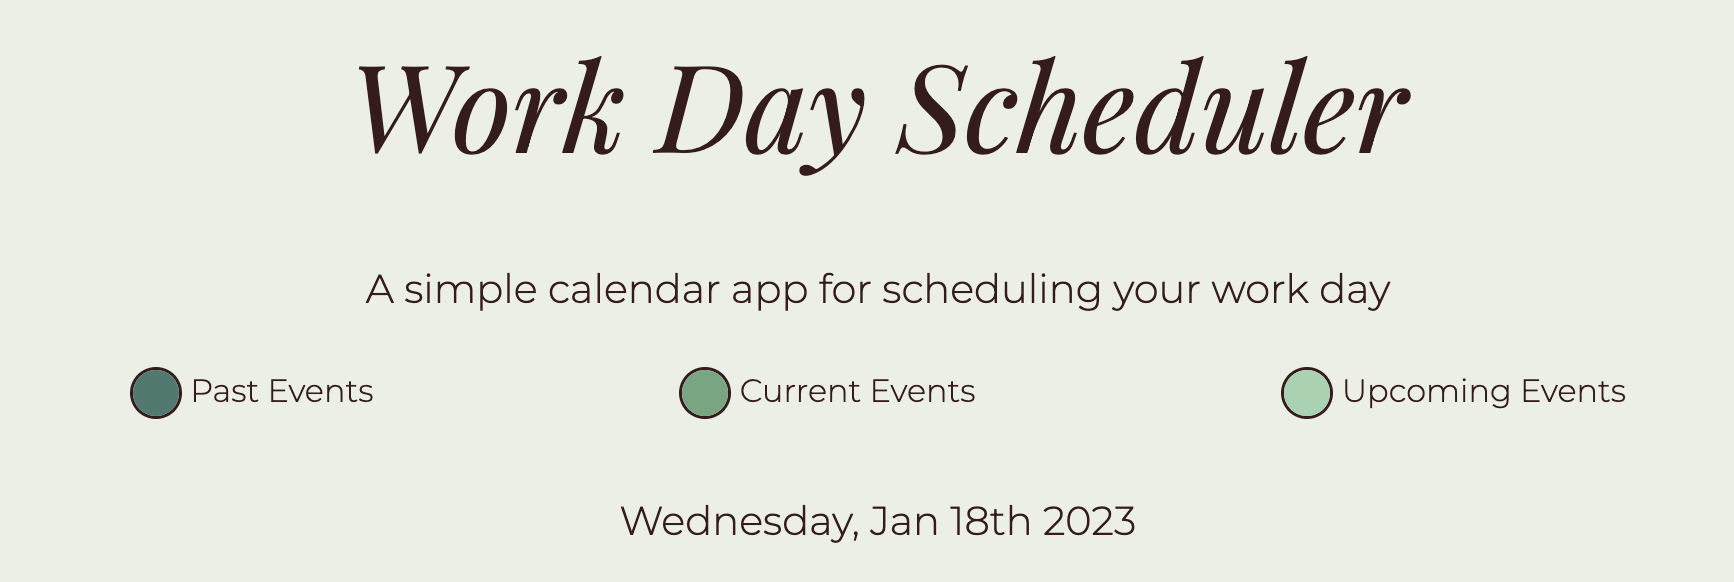 Work Day Scheduler
A simple calendar app for scheduling your work day
Past Events Current Events Upcoming Events
Wednesday, Jan 18th 2023